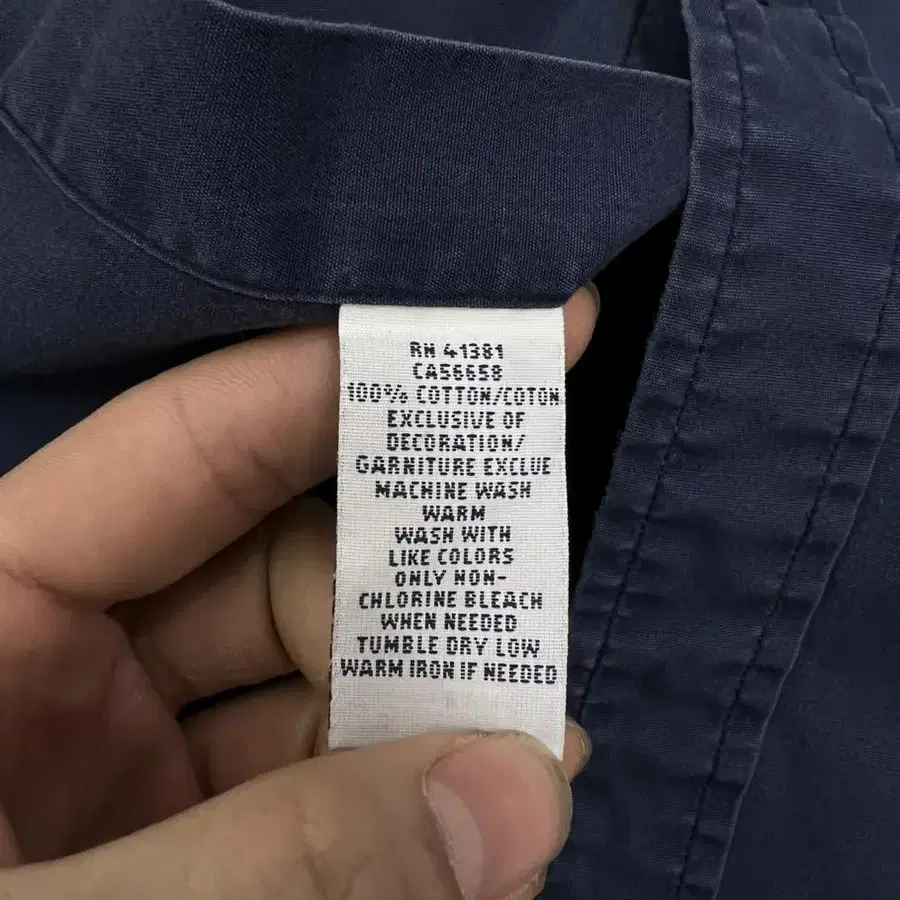 RN 41381
CA56658
100% COTTON/COTON
EXCLUSIVE OF
DECORATION/
GARNITURE EXCLUE
MACHINE WASH
WARM
WASH WITH
LIKE COLORS
ONLY NON-
CHLORINE BLEACH
WHEN NEEDED
TUMBLE DRY LOW
WARM IRON IF NEEDED